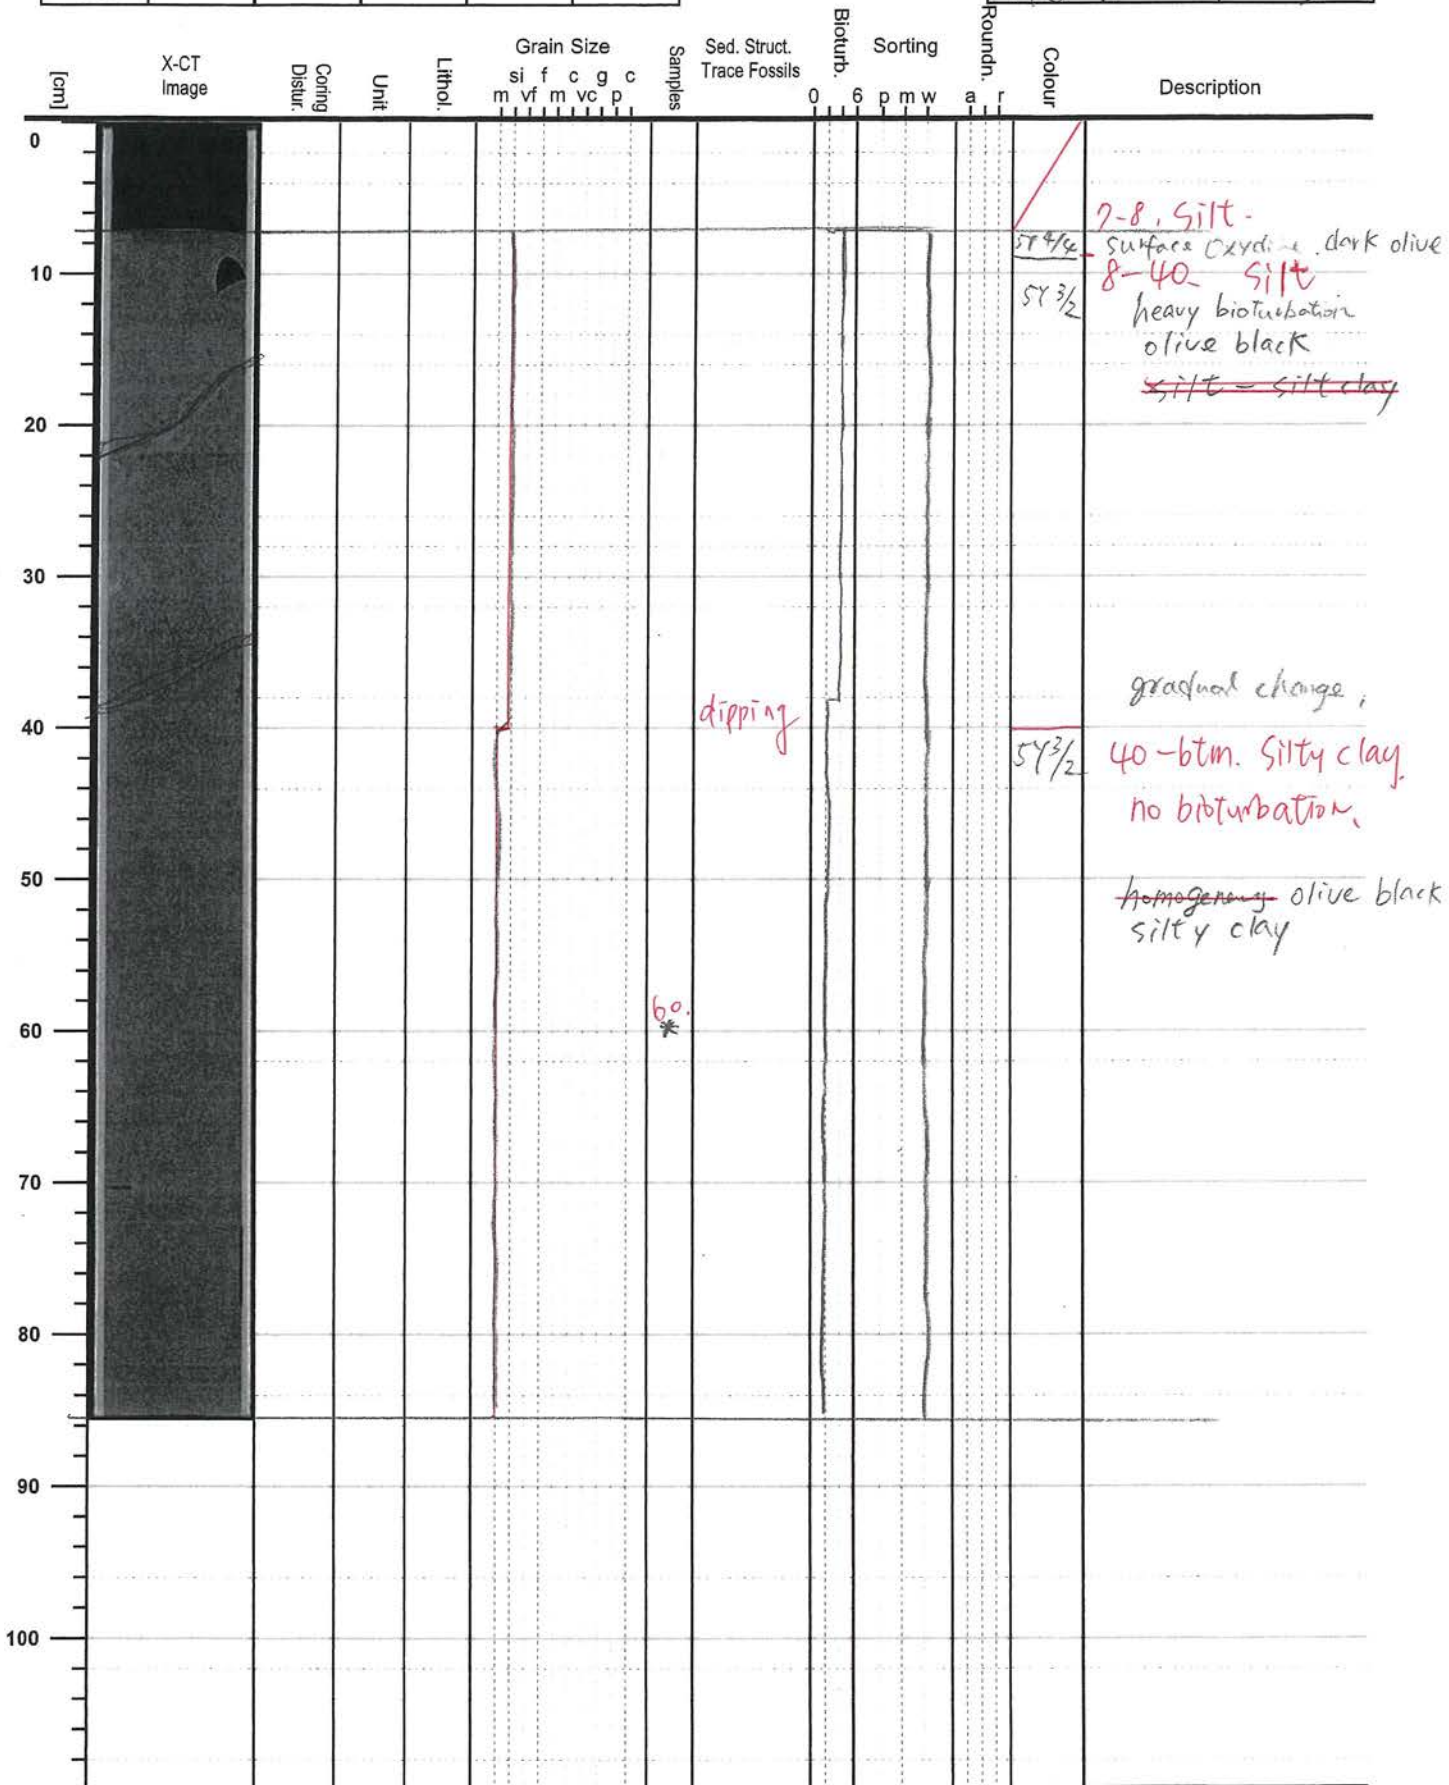 [cm]
X-CT
Image
Coring
Distur.
Unit
Lithol.
Grain Size
si f c g c
m vf m vc p
Samples
Sed. Struct.
Trace Fossils
Bioturb.
0 6
Sorting
p m w
Roundn.
a r
Colour
Description
0
7-8. Silt-
5Y 4/4 surface dark olive
8-40- Silt
10
5Y 3/2
heavy bioturbation
olive black
silt - silt clay
20
30
gradual change,
dipping
40
5Y 3/2
40-btm. Silty clay.
no bioturbation.
50
olive black
silty clay
60.
*
60
70
80
90
100